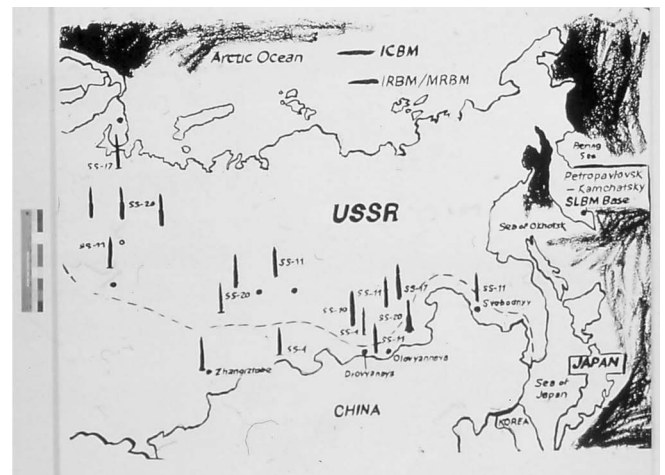 Arctic Ocean
ICBM
IRBM/MRBM
Bering
Sea
Petropavlovsk
- Kamchatsky
SLBM Base
SS-17
SS-20
USSR
Sea of Okhotsk
SS-11
SS-11
SS-20
SS-11
SS-17
SS-11
Svobodnyy
SS-20
SS-4
SS-4
SS-11
Olovyannaya
Drovyanaya
Zhangiztobe
JAPAN
Sea of
Japan
CHINA
KOREA